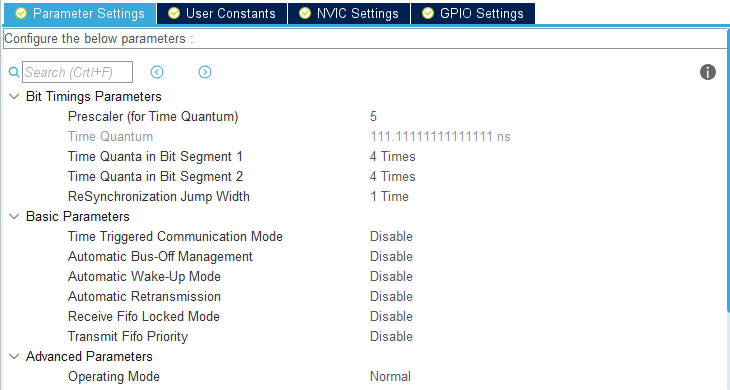 Parameter Settings User Constants NVIC Settings GPIO Settings
Configure the below parameters :
Search (Crtl+F)
Bit Timings Parameters
Prescaler (for Time Quantum) 5
Time Quantum 111.11111111111111 ns
Time Quanta in Bit Segment 1 4 Times
Time Quanta in Bit Segment 2 4 Times
ReSynchronization Jump Width 1 Time
Basic Parameters
Time Triggered Communication Mode Disable
Automatic Bus-Off Management Disable
Automatic Wake-Up Mode Disable
Automatic Retransmission Disable
Receive Fifo Locked Mode Disable
Transmit Fifo Priority Disable
Advanced Parameters
Operating Mode Normal